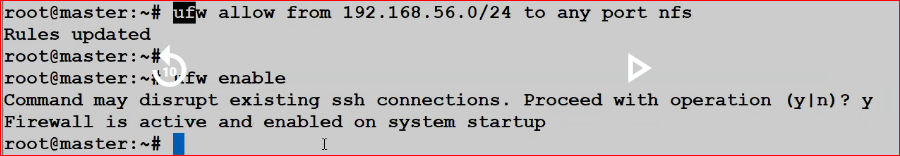 root@master:~# ufw allow from 192.168.56.0/24 to any port nfs
Rules updated
root@master:~#
root@master:~# ufw enable
Command may disrupt existing ssh connections. Proceed with operation (y|n)? y
Firewall is active and enabled on system startup
root@master:~#
10